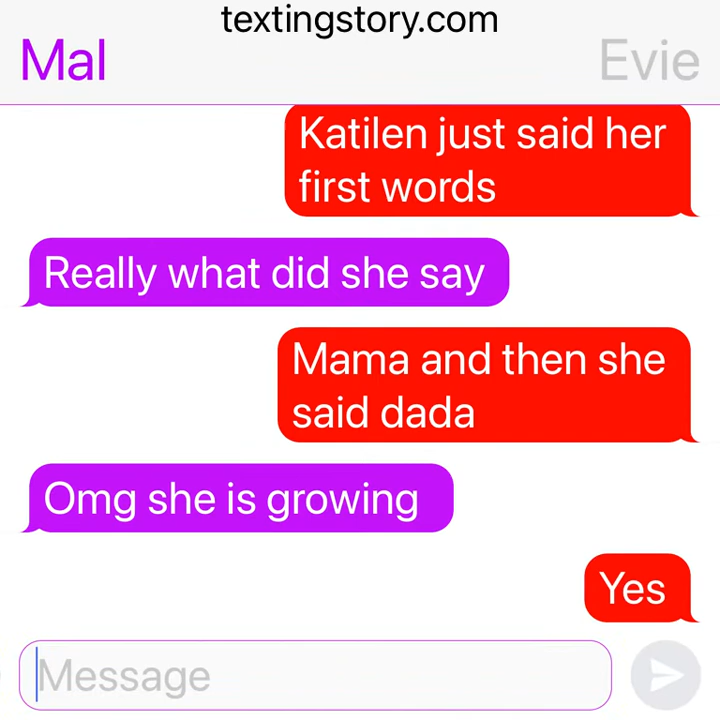 textingstory.com
Mal
Evie
Katilen just said her
first words
Really what did she say
Mama and then she
said dada
Omg she is growing
Yes
Message